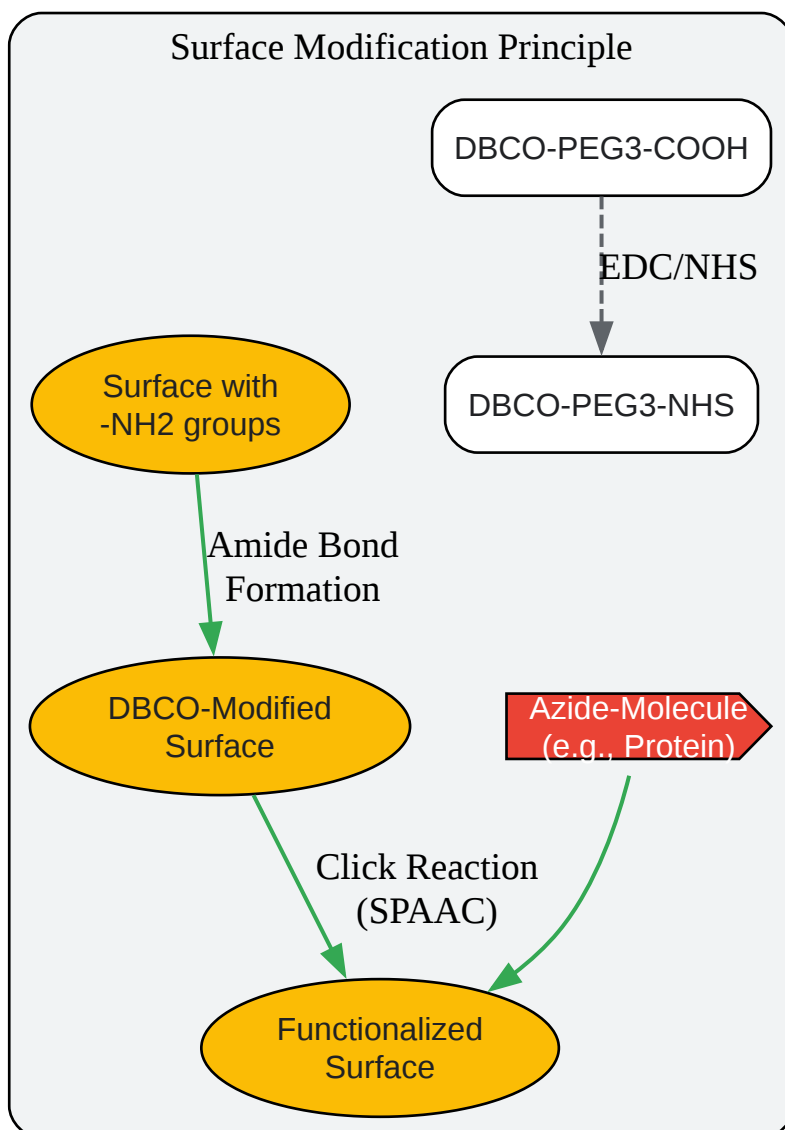 Surface Modification Principle
DBCO-PEG3-COOH
EDC/NHS
DBCO-PEG3-NHS
Surface with
-NH2 groups
Amide Bond
Formation
DBCO-Modified
Surface
Azide-Molecule
(e.g., Protein)
Click Reaction
(SPAAC)
Functionalized
Surface